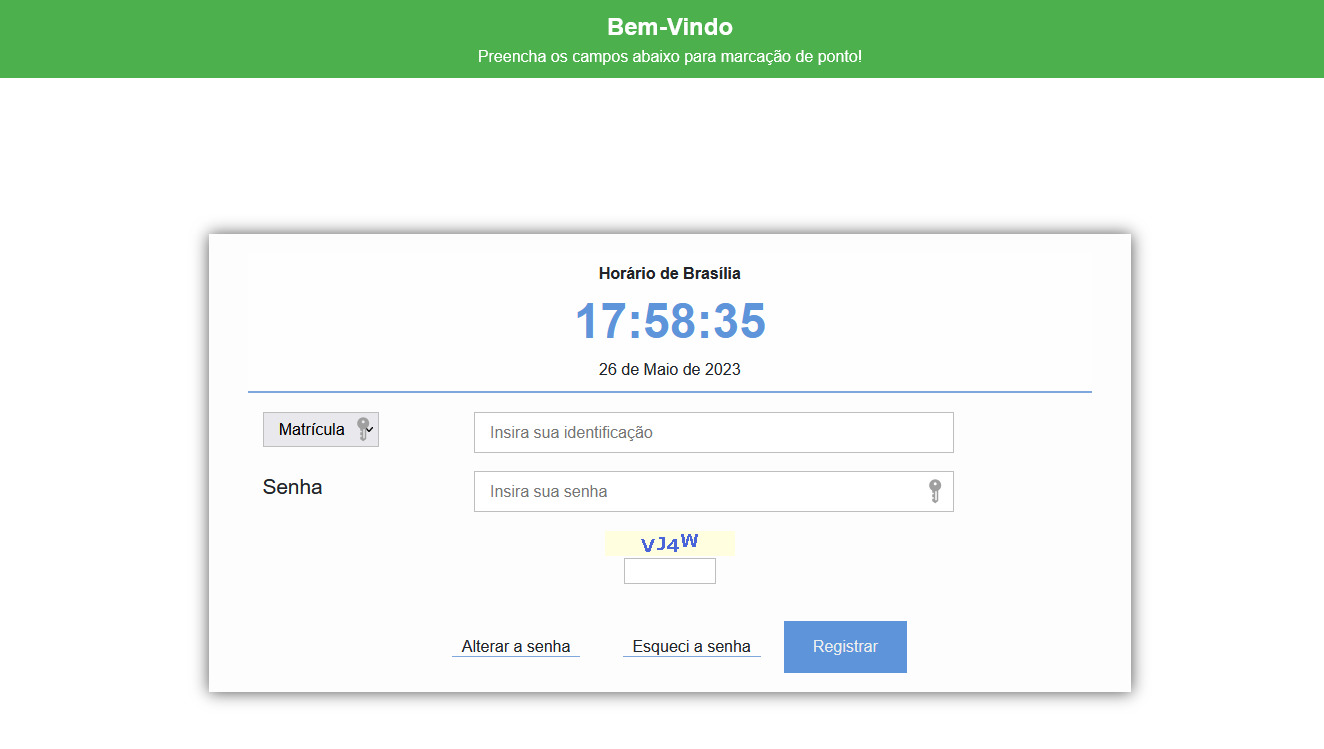 Bem-Vindo
Preencha os campos abaixo para marcação de ponto!
Horário de Brasília
17:58:35
26 de Maio de 2023
Matrícula
Insira sua identificação
Senha
Insira sua senha
VJ4W
Alterar a senha
Esqueci a senha
Registrar